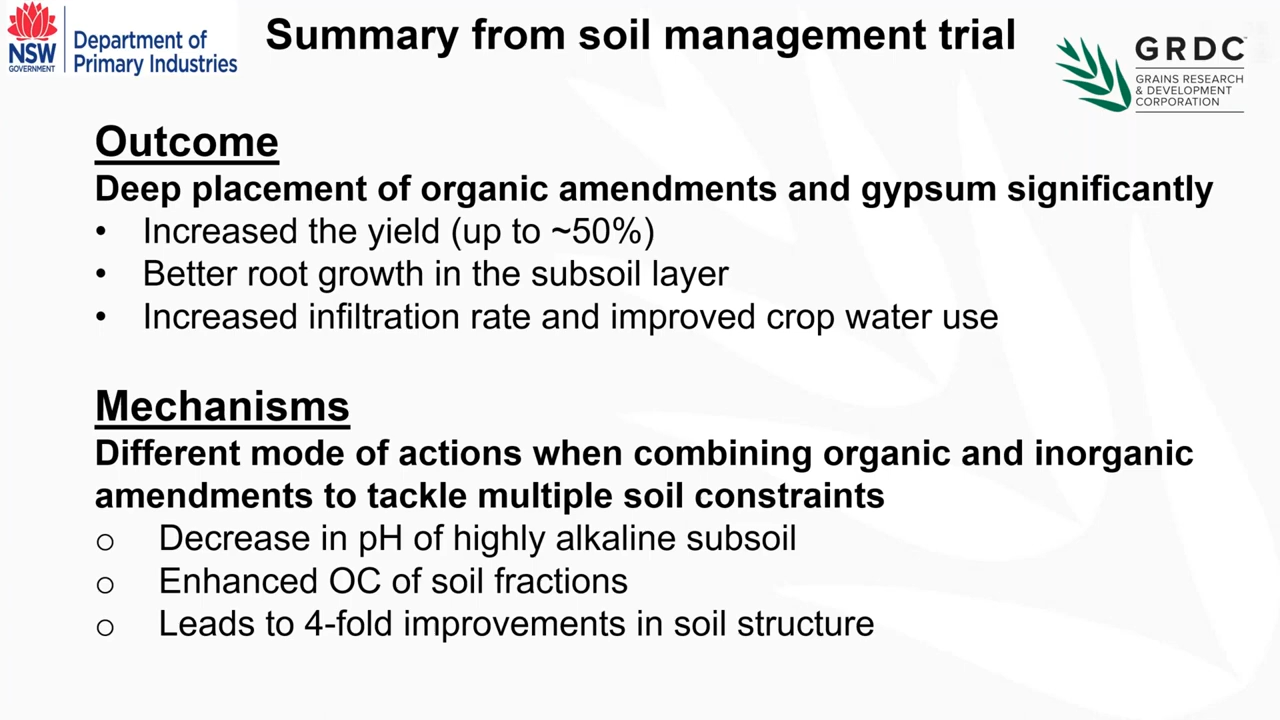 NSW
GOVERNMENT
Department of
Primary Industries
Summary from soil management trial
GRDC™
GRAINS RESEARCH
& DEVELOPMENT
CORPORATION
Outcome
Deep placement of organic amendments and gypsum significantly
• Increased the yield (up to ~50%)
• Better root growth in the subsoil layer
• Increased infiltration rate and improved crop water use
Mechanisms
Different mode of actions when combining organic and inorganic
amendments to tackle multiple soil constraints
o Decrease in pH of highly alkaline subsoil
o Enhanced OC of soil fractions
o Leads to 4-fold improvements in soil structure